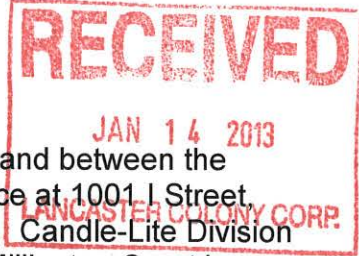 RECEIVED
JAN 14 2013
and between the
ce at 1001 I Street,
LANCASTER COLONY CORP.
Candle-Lite Division